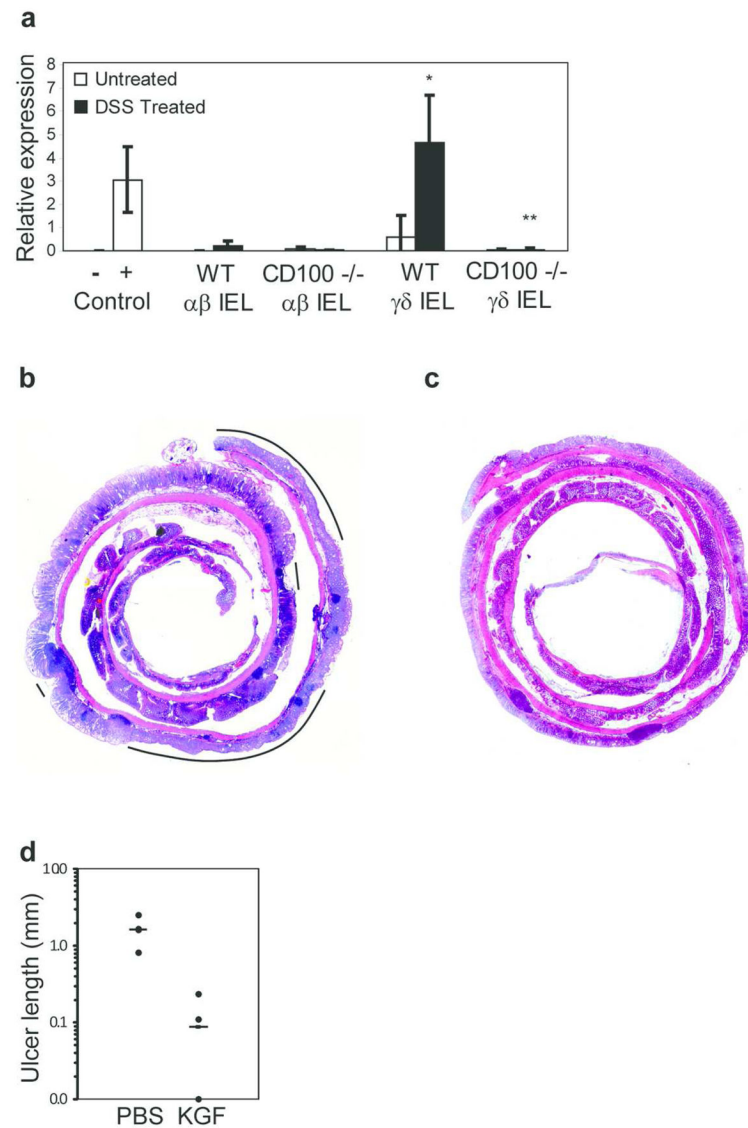 a
Relative expression
8
7
6
5
4
3
2
1
0
Untreated
DSS Treated
*
**
- + WT CD100 -/- WT CD100 -/-
Control αβ IEL αβ IEL γδ IEL γδ IEL
b
c
d
Ulcer length (mm)
100
1.0
0.1
0.0
PBS KGF